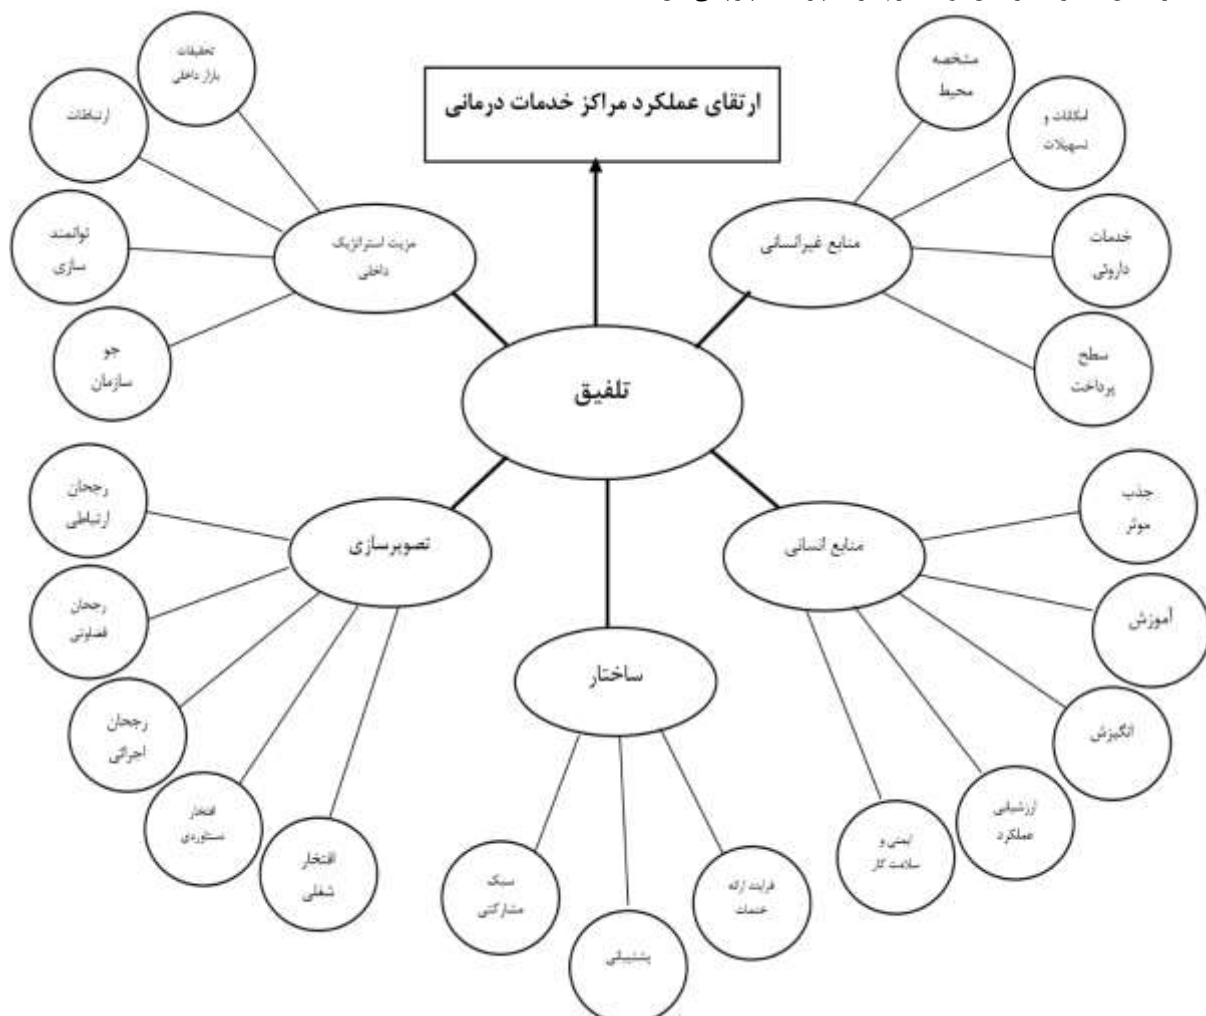 ارتقای عملکرد مراکز خدمات درمانی
مشخصه
محیط
امکانات و
تسهیلات
خدمات
داروئی
سطح
پرداخت
منابع غیرانسانی
تحقیقات
بازار داخلی
ارتباطات
توانمند
سازی
جو
سازمان
مزیت استراتژیک
داخلی
تلفیق
جذب
موثر
آموزش
انگیزش
ارزشیابی
عملکرد
ایمنی و
سلامت کار
منابع انسانی
ساختار
فرایند ارائه
خدمات
پشتیبانی
سبک
مشارکتی
تصویرسازی
رجحان
ارتباطی
رجحان
قضاوتی
رجحان
اجرائی
افتخار
دستاوردی
افتخار
شغلی